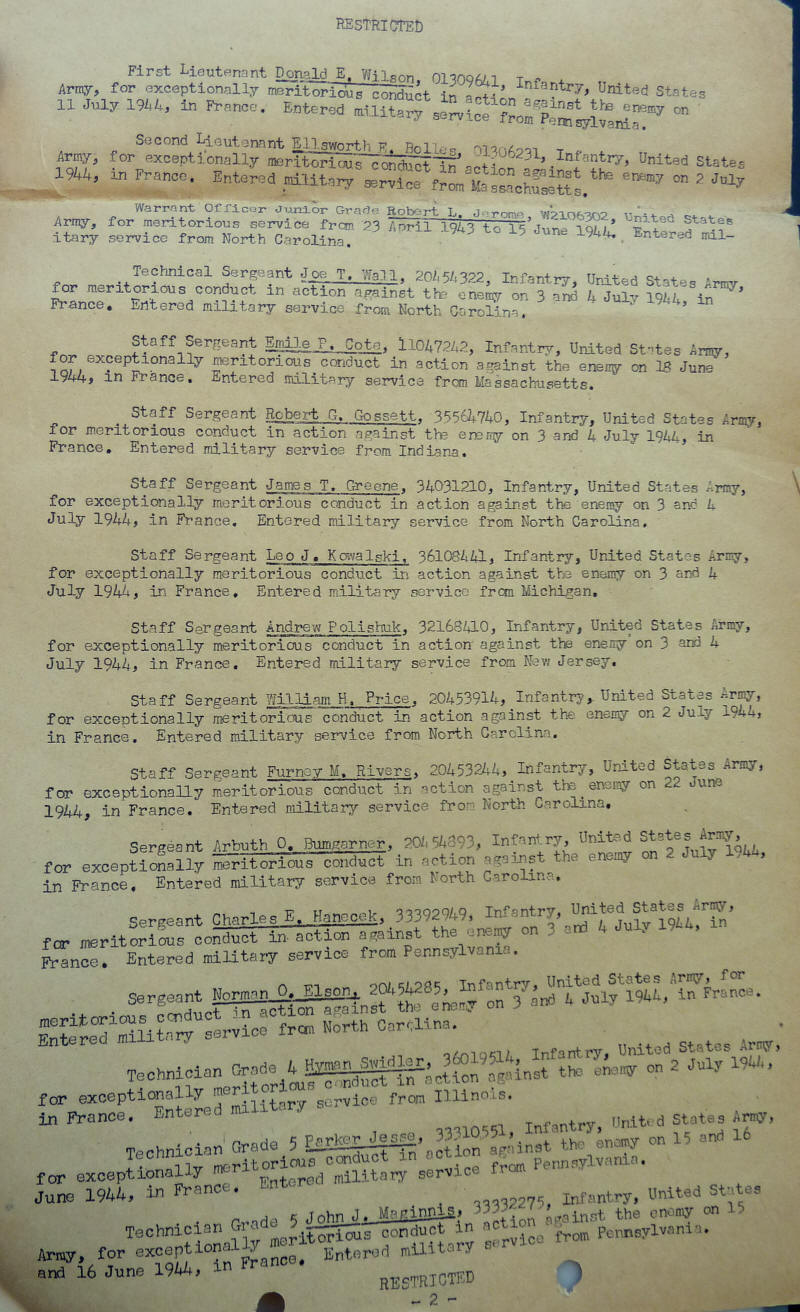 RESTRICTED
First Lieutenant Donald E. Wilson, 01309641, Infantry, United States
Army, for exceptionally meritorious conduct in action against the enemy on
11 July 1944, in France. Entered military service from Pennsylvania.
Second Lieutenant Ellsworth F. Bolles, 01306231, Infantry, United States
Army, for exceptionally meritorious conduct in action against the enemy on 2 July
1944, in France. Entered military service from Massachusetts.
Warrant Officer Junior Grade Robert L. Jerome, W2106302, United States
Army, for meritorious service from 23 April 1943 to 15 June 1944. Entered mil-
itary service from North Carolina.
Technical Sergeant Joe T. Wall, 20454322, Infantry, United States Army,
for meritorious conduct in action against the enemy on 3 and 4 July 1944, in
France. Entered military service from North Carolina.
Staff Sergeant Emile P. Cote, 11047242, Infantry, United States Army,
for exceptionally meritorious conduct in action against the enemy on 18 June
1944, in France. Entered military service from Massachusetts.
Staff Sergeant Robert G. Gossett, 35564740, Infantry, United States Army,
for meritorious conduct in action against the enemy on 3 and 4 July 1944, in
France. Entered military service from Indiana.
Staff Sergeant James T. Greene, 34031210, Infantry, United States Army,
for exceptionally meritorious conduct in action against the enemy on 3 and 4
July 1944, in France. Entered military service from North Carolina.
Staff Sergeant Leo J. Kowalski, 36108441, Infantry, United States Army,
for exceptionally meritorious conduct in action against the enemy on 3 and 4
July 1944, in France. Entered military service from Michigan.
Staff Sergeant Andrew Polishuk, 32168410, Infantry, United States Army,
for exceptionally meritorious conduct in action against the enemy on 3 and 4
July 1944, in France. Entered military service from New Jersey.
Staff Sergeant William H. Price, 20453914, Infantry, United States Army,
for exceptionally meritorious conduct in action against the enemy on 2 July 1944,
in France. Entered military service from North Carolina.
Staff Sergeant Furney M. Rivers, 20453244, Infantry, United States Army,
for exceptionally meritorious conduct in action against the enemy on 22 June
1944, in France. Entered military service from North Carolina.
Sergeant Arbuth O. Bumgarner, 20454893, Infantry, United States Army,
for exceptionally meritorious conduct in action against the enemy on 2 July 1944,
in France. Entered military service from North Carolina.
Sergeant Charles E. Hanecek, 33392949, Infantry, United States Army,
for meritorious conduct in action against the enemy on 3 and 4 July 1944, in
France. Entered military service from Pennsylvania.
Sergeant Norman O. Elson, 20454285, Infantry, United States Army, for
meritorious conduct in action against the enemy on 3 and 4 July 1944, in France.
Entered military service from North Carolina.
Technician Grade 4 Hyman Swidler, 36019514, Infantry, United States Army,
for exceptionally meritorious conduct in action against the enemy on 2 July 1944,
in France. Entered military service from Illinois.
Technician Grade 5 Parker Jesse, 33310551, Infantry, United States Army,
for exceptionally meritorious conduct in action against the enemy on 15 and 16
June 1944, in France. Entered military service from Pennsylvania.
Technician Grade 5 John J. Maginnis, 33332275, Infantry, United States
Army, for exceptionally meritorious conduct in action against the enemy on 15
and 16 June 1944, in France. Entered military service from Pennsylvania.
RESTRICTED
- 2 -